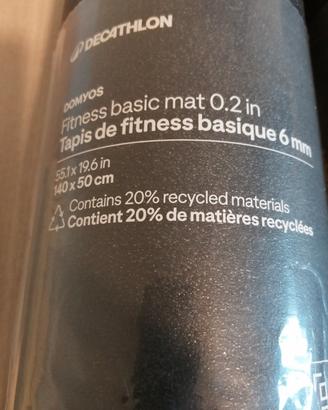 DECATHLON
DOMYOS
Fitness basic mat 0.2 in
Tapis de fitness basique 6 mm
55.1 x 19.6 in
140 x 50 cm
Contains 20% recycled materials
Contient 20% de matières recyclées